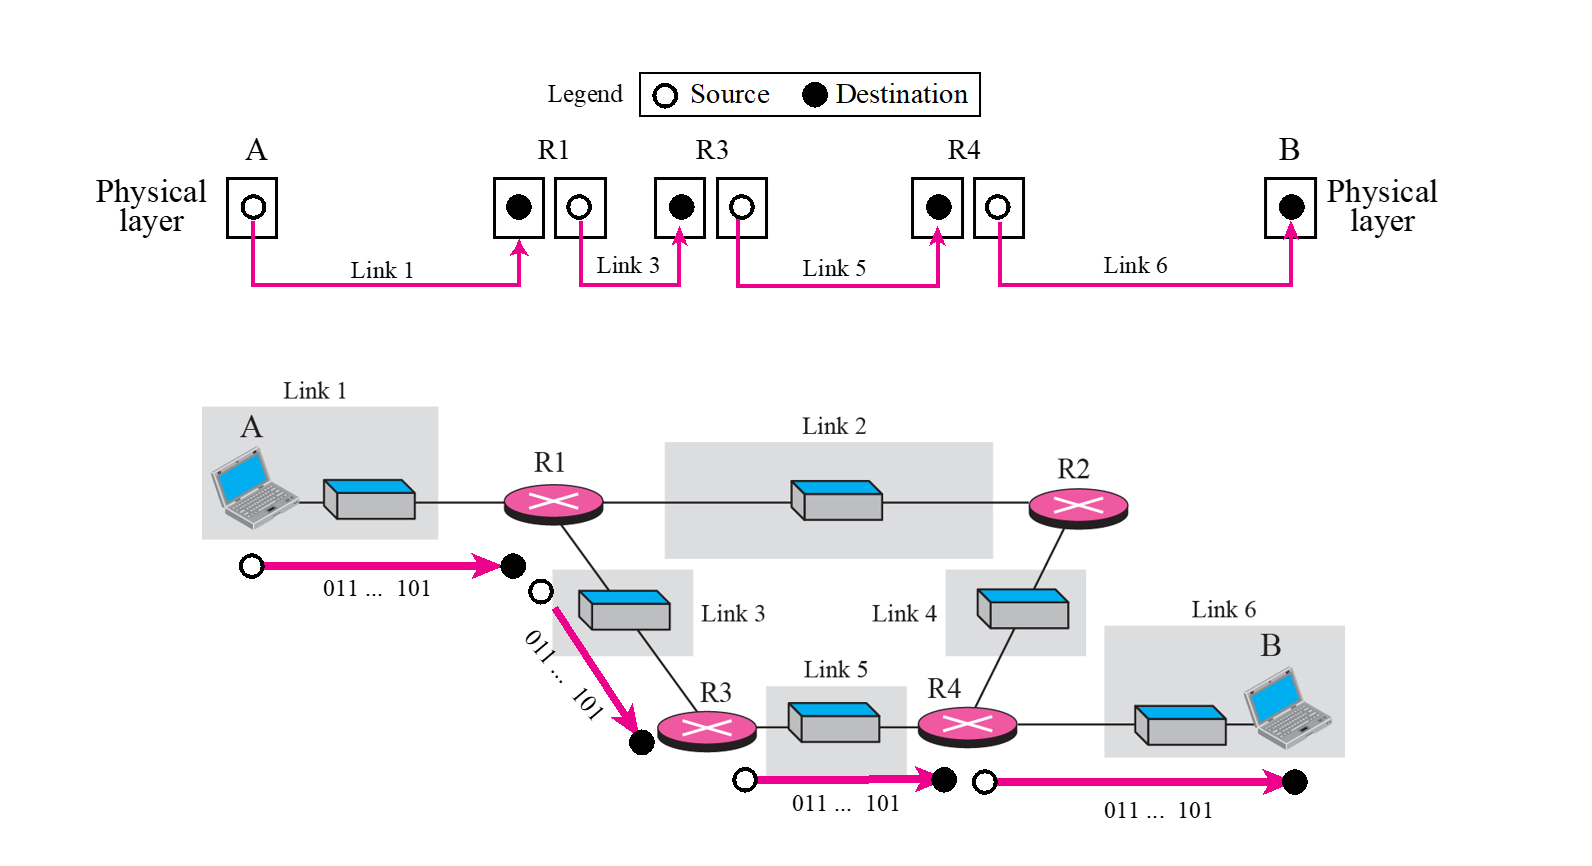 Legend Source Destination
A R1 R3 R4 B
Physical
layer
Physical
layer
Link 1 Link 3 Link 5 Link 6
Link 1
A
Link 2
R1
R2
011 ... 101
Link 3
Link 4
Link 6
011 ... 101
B
Link 5
R3
R4
011 ... 101
011 ... 101